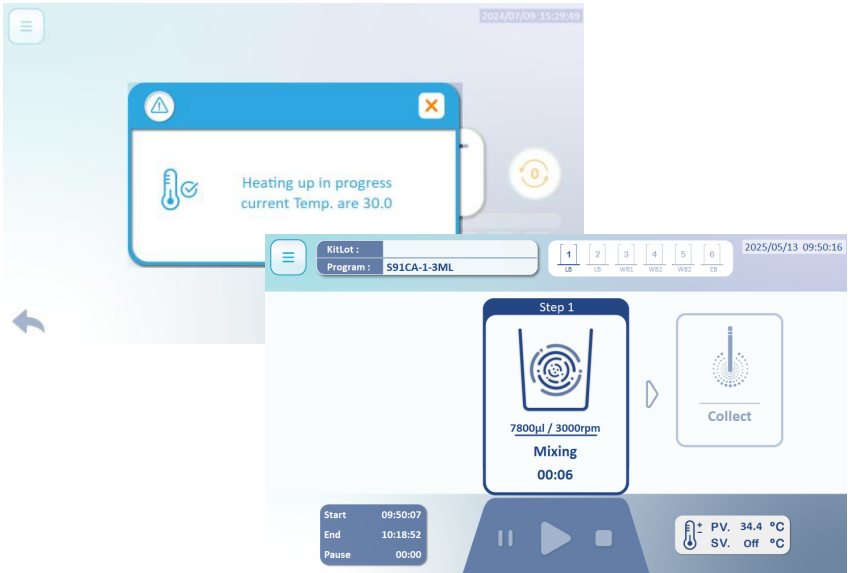 2024/07/09 15:29:49
0
Heating up in progress
current Temp. are 30.0
KitLot :
Program : S91CA-1-3ML
1 2 3 4 5 6
LB LB WB1 WB2 WB2 EB
2025/05/13 09:50:16
Step 1
7800µl / 3000rpm
Mixing
00:06
Collect
Start 09:50:07
End 10:18:52
Pause 00:00
PV. 34.4 ºC
SV. Off ºC